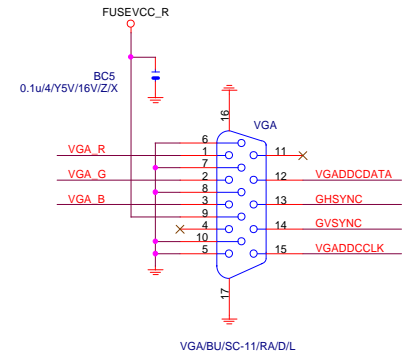 FUSEVCC_R
BC5
0.1u/4/Y5V/16V/Z/X
16
VGA
6
VGA_R
1
11
7
VGA_G
2
12
VGADDCDATA
8
VGA_B
3
13
GHSYNC
9
4
14
GVSYNC
10
5
15
VGADDCCLK
17
VGA/BU/SC-11/RA/D/L